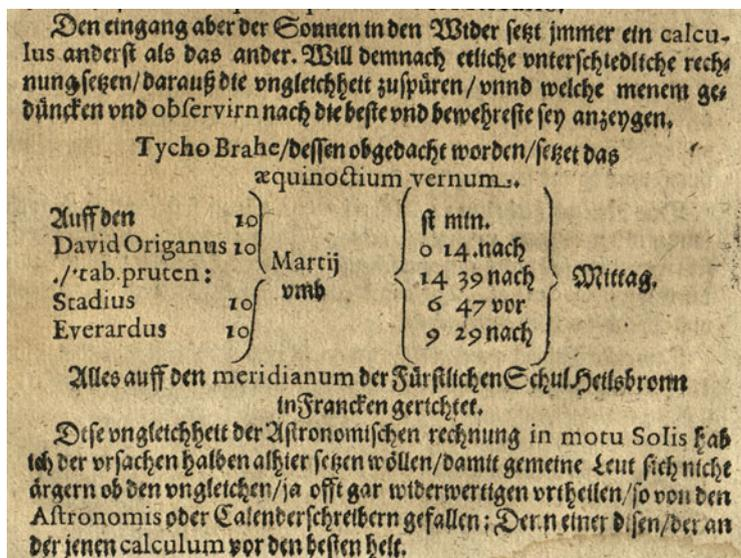 Den eingang aber der Sonnen in den Wider setzt jmmer ein calcu-
lus anderst als das ander. Will demnach etliche vnterschiedliche rech-
nung setzen/ darauß die vngleichheit zuspüren/ vnnd welche menem ge-
düncken vnd observirn nach die beste vnd bewehreste sey anzeygen.
Tycho Brahe/ dessen obgedacht worden/ setzet das
æquinoctium vernum.
Auff den 10
David Origanus 10
./tab. pruten:
Stadius 10
Everardus 10
Martij
vmb
st min.
0 14. nach
14 39 nach
6 47 vor
9 29 nach
Mittag.
Alles auff den meridianum der Fürstlichen Schul Heilsbronn
in Francken gerichtet.
Dise vngleichheit der Astronomischen rechnung in motu Solis hab
ich der vrsachen halben alhier setzen wöllen/ damit gemeine Leut sich nicht
ärgern ob den vngleichen/ ja offt gar widerwertigen vrtheilen/ so von den
Astronomis oder Calenderschreibern gefallen: Denn einer disen/ der an
der jenen calculum vor den besten helt.